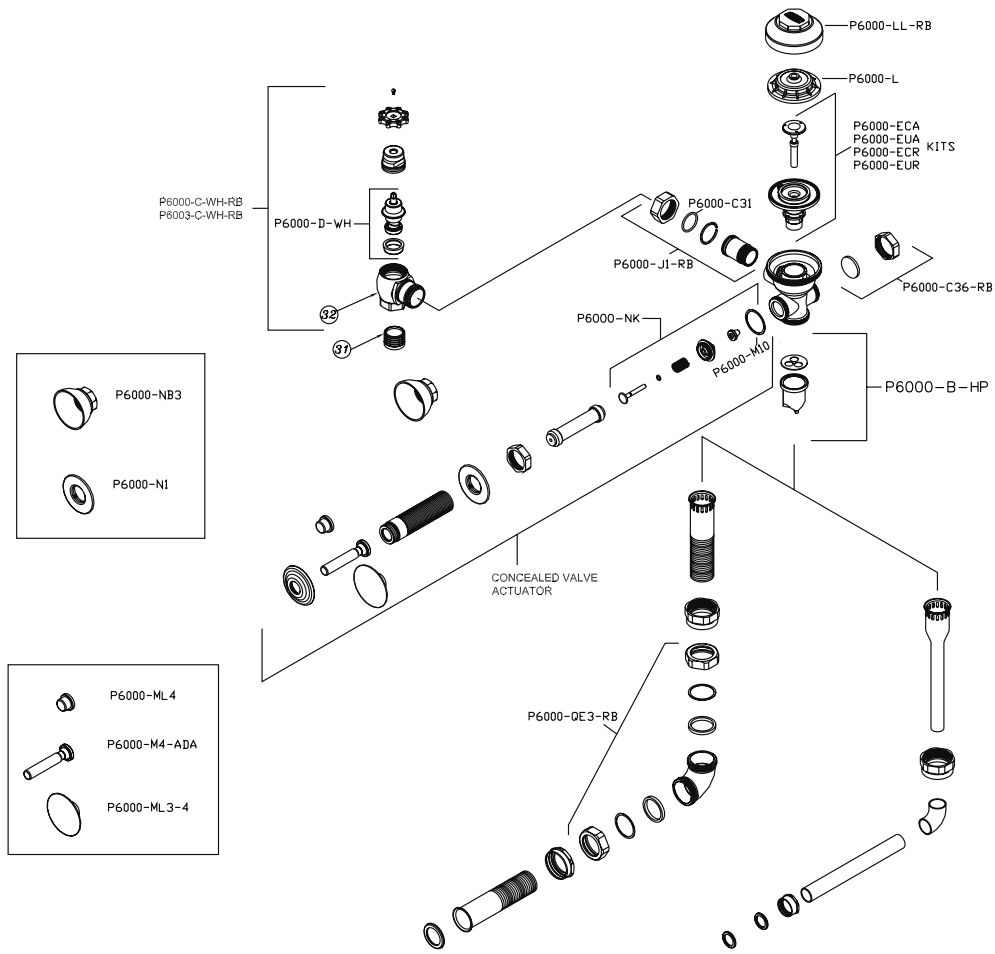 P6000-LL-RB
P6000-L
P6000-ECA
P6000-EUA
P6000-ECR KITS
P6000-EUR
P6000-C-WH-RB
P6003-C-WH-RB
P6000-D-WH
P6000-C31
P6000-J1-RB
P6000-C36-RB
32
31
P6000-NK
P6000-M10
P6000-B-HP
P6000-NB3
P6000-N1
CONCEALED VALVE
ACTUATOR
P6000-ML4
P6000-M4-ADA
P6000-ML3-4
P6000-QE3-RB